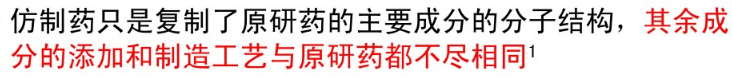 仿制药只是复制了原研药的主要成分的分子结构，其余成
分的添加和制造工艺与原研药都不尽相同1